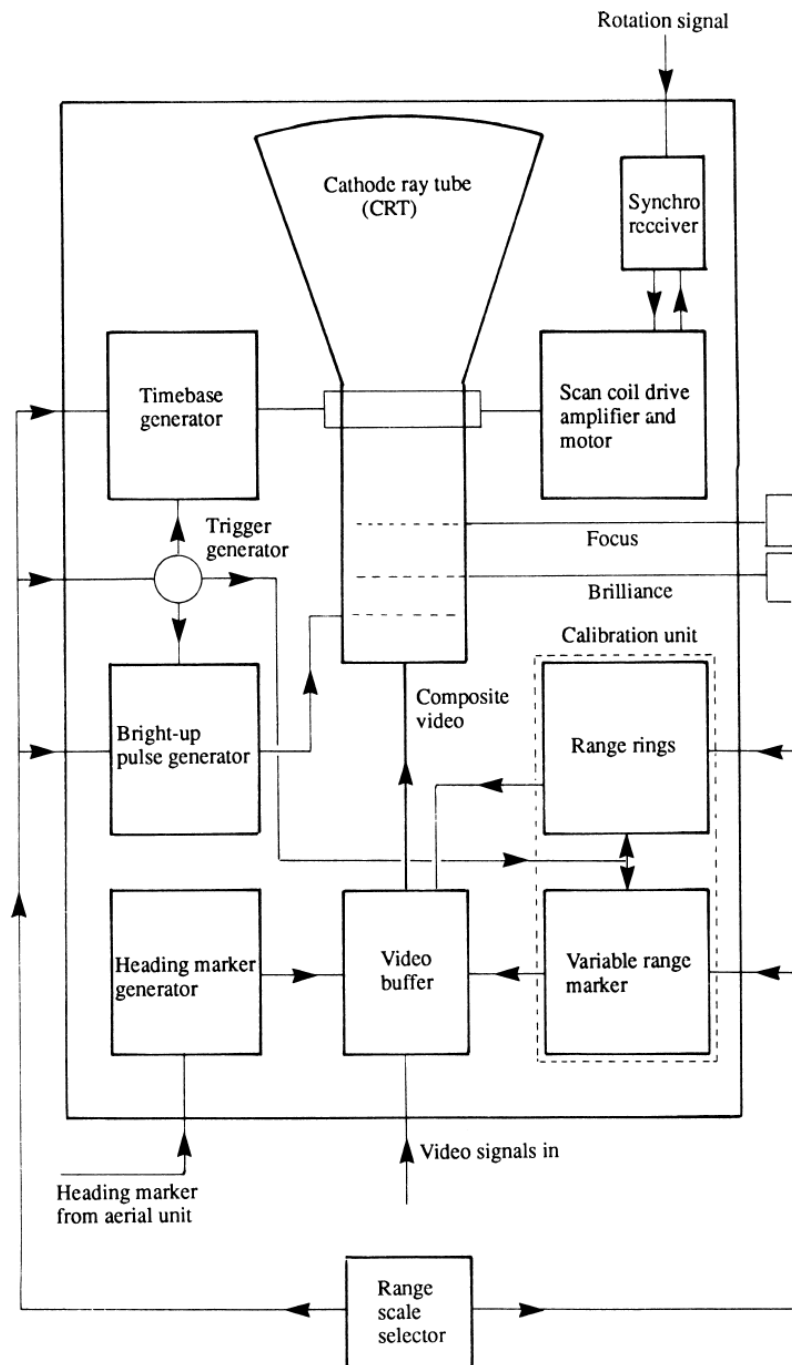 Rotation signal
Cathode ray tube
(CRT)
Synchro
receiver
Timebase
generator
Scan coil drive
amplifier and
motor
Trigger
generator
Focus
Brilliance
Calibration unit
Composite
video
Bright-up
pulse generator
Range rings
Heading marker
generator
Video
buffer
Variable range
marker
Video signals in
Heading marker
from aerial unit
Range
scale
selector